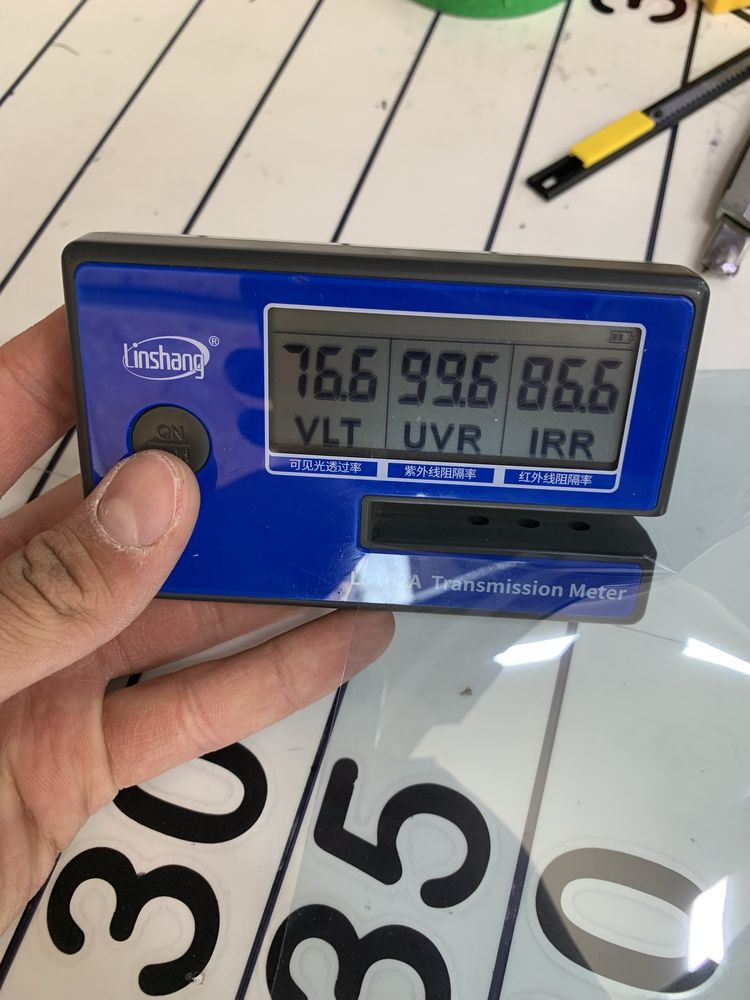 Linshang®
76.6 99.6 86.6
VLT UVR IRR
可见光透过率 紫外线阻隔率 红外线阻隔率
ON
Transmission Meter
30
35
0